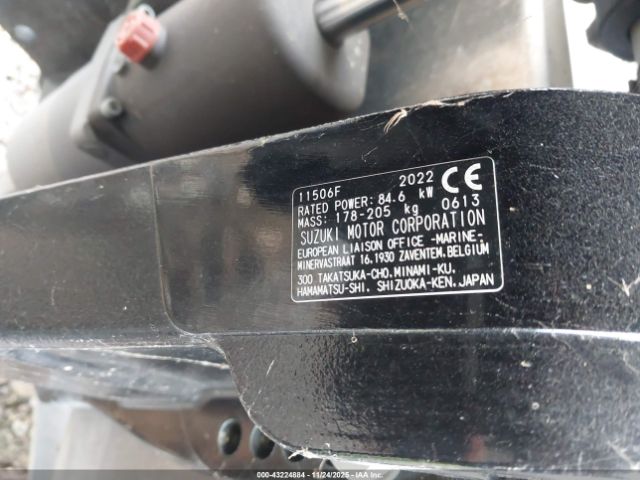 11506F 2022 CE
RATED POWER: 84.6 kW
MASS: 178-205 kg 0613
SUZUKI MOTOR CORPORATION
EUROPEAN LIAISON OFFICE -MARINE-
MINERVASTRAAT 16,1930 ZAVENTEM,BELGIUM
300 TAKATSUKA-CHO,MINAMI-KU,
HAMAMATSU-SHI, SHIZUOKA-KEN,JAPAN
000-43224884 - 11/24/2025 - IAAI.COM